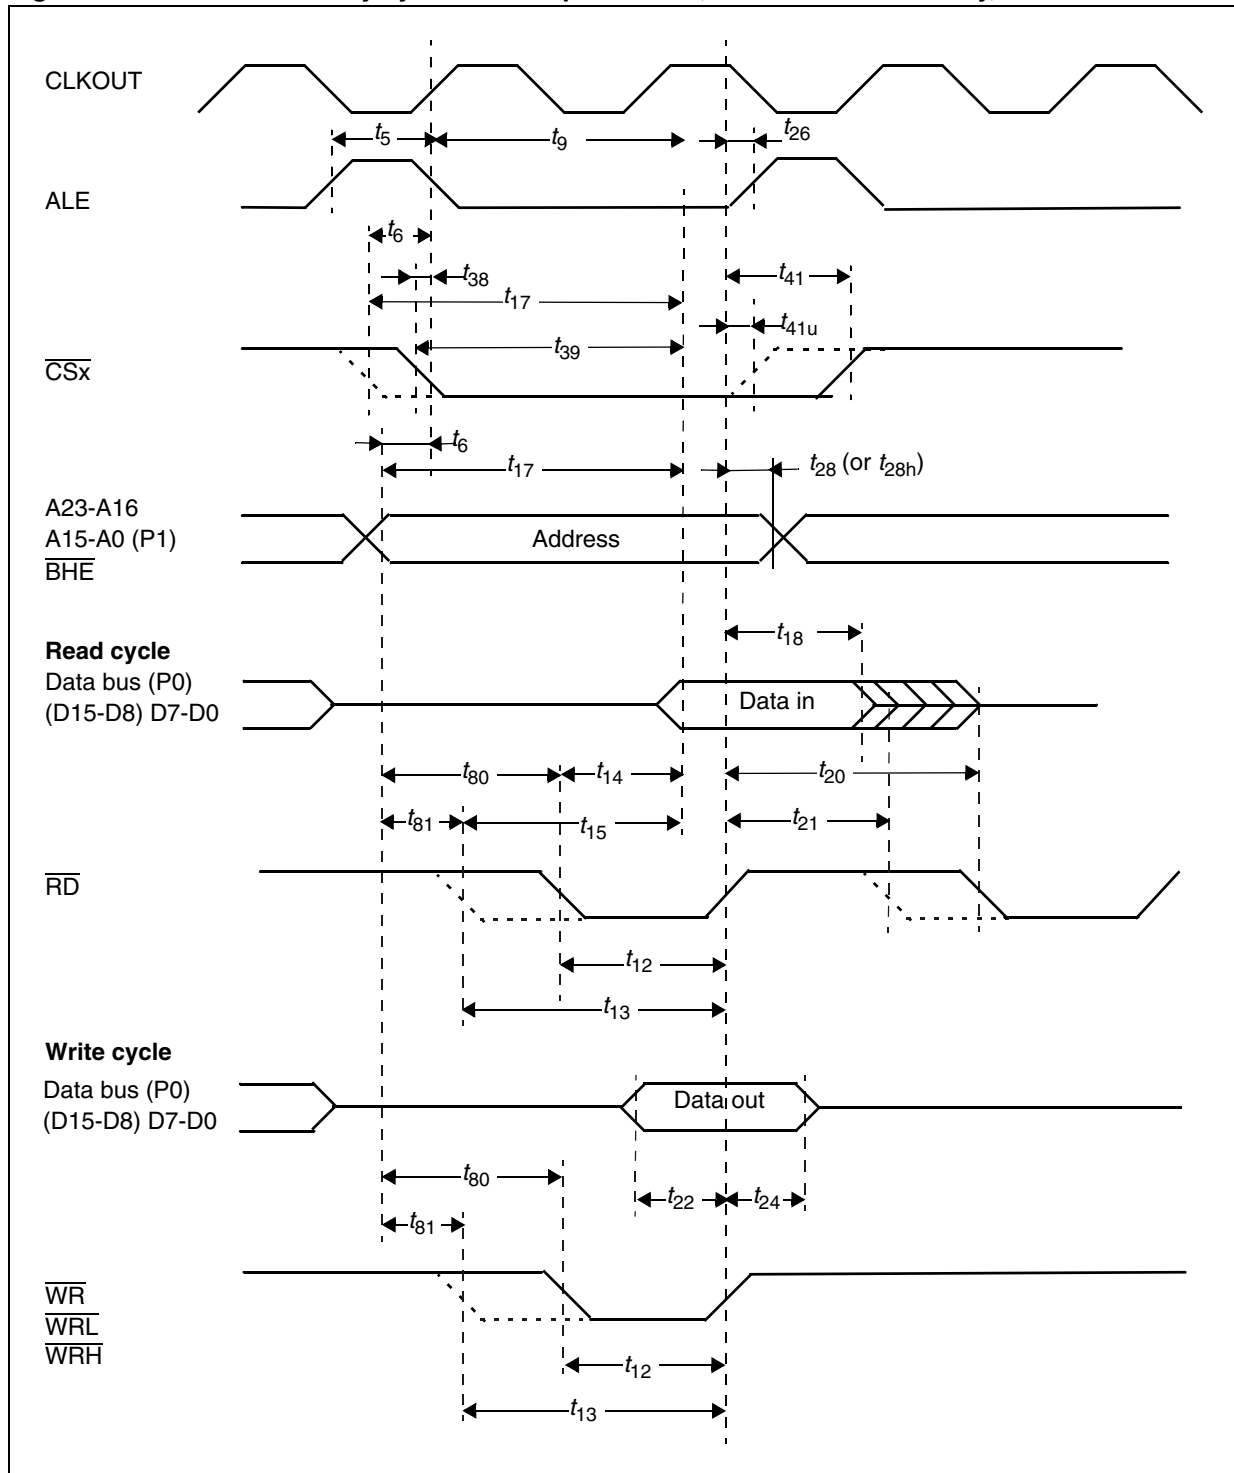 CLKOUT
t5
t9
t26
ALE
t6
t38
t41
t17
t41u
t39
CSx
t6
t17
t28 (or t28h)
A23-A16
A15-A0 (P1)
Address
BHE
t18
Read cycle
Data bus (P0)
Data in
(D15-D8) D7-D0
t80
t14
t20
t81
t15
t21
RD
t12
t13
Write cycle
Data bus (P0)
Data out
(D15-D8) D7-D0
t80
t22
t24
t81
WR
WRL
WRH
t12
t13